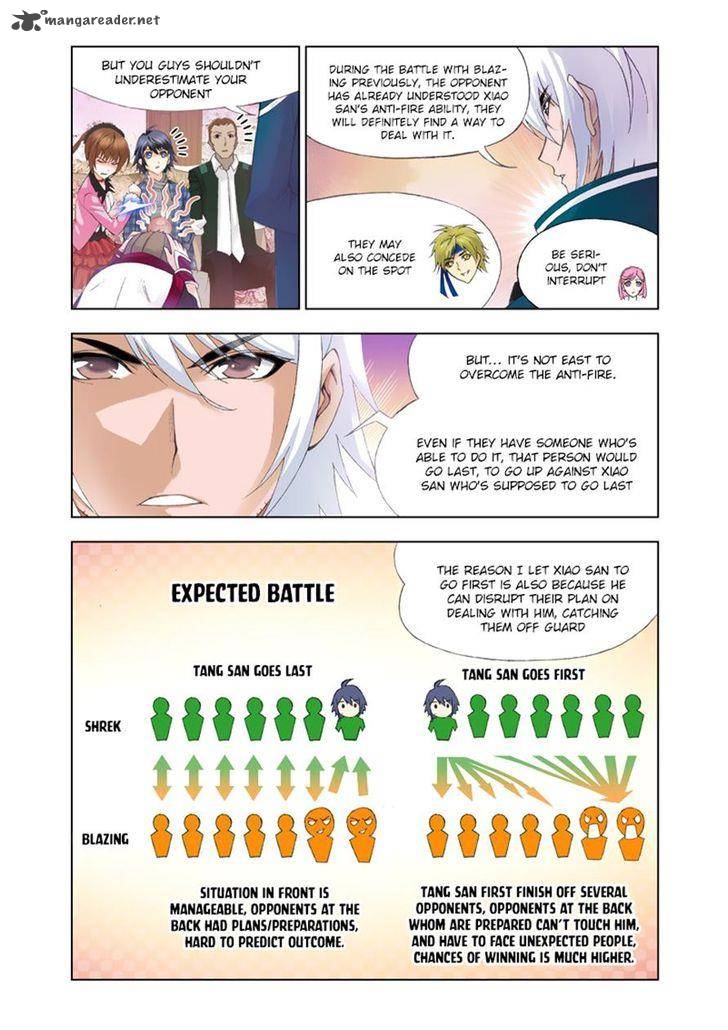 mangareader.net
BUT YOU GUYS SHOULDN'T
UNDERESTIMATE YOUR
OPPONENT
DURING THE BATTLE WITH BLAZ-
ING PREVIOUSLY, THE OPPONENT
HAS ALREADY UNDERSTOOD XIAO
SAN'S ANTI-FIRE ABILITY, THEY
WILL DEFINITELY FIND A WAY TO
DEAL WITH IT.
THEY MAY
ALSO CONCEDE
ON THE SPOT
BE SERI-
OUS, DON'T
INTERRUPT
BUT... IT'S NOT EAST TO
OVERCOME THE ANTI-FIRE.
EVEN IF THEY HAVE SOMEONE WHO'S
ABLE TO DO IT, THAT PERSON WOULD
GO LAST, TO GO UP AGAINST XIAO
SAN WHO'S SUPPOSED TO GO LAST
THE REASON I LET XIAO SAN TO
GO FIRST IS ALSO BECAUSE HE
CAN DISRUPT THEIR PLAN ON
DEALING WITH HIM, CATCHING
THEM OFF GUARD
EXPECTED BATTLE
TANG SAN GOES LAST
TANG SAN GOES FIRST
SHREK
BLAZING
SITUATION IN FRONT IS
MANAGEABLE, OPPONENTS AT THE
BACK HAD PLANS/PREPARATIONS,
HARD TO PREDICT OUTCOME.
TANG SAN FIRST FINISH OFF SEVERAL
OPPONENTS, OPPONENTS AT THE BACK
WHOM ARE PREPARED CAN'T TOUCH HIM,
AND HAVE TO FACE UNEXPECTED PEOPLE,
CHANCES OF WINNING IS MUCH HIGHER.